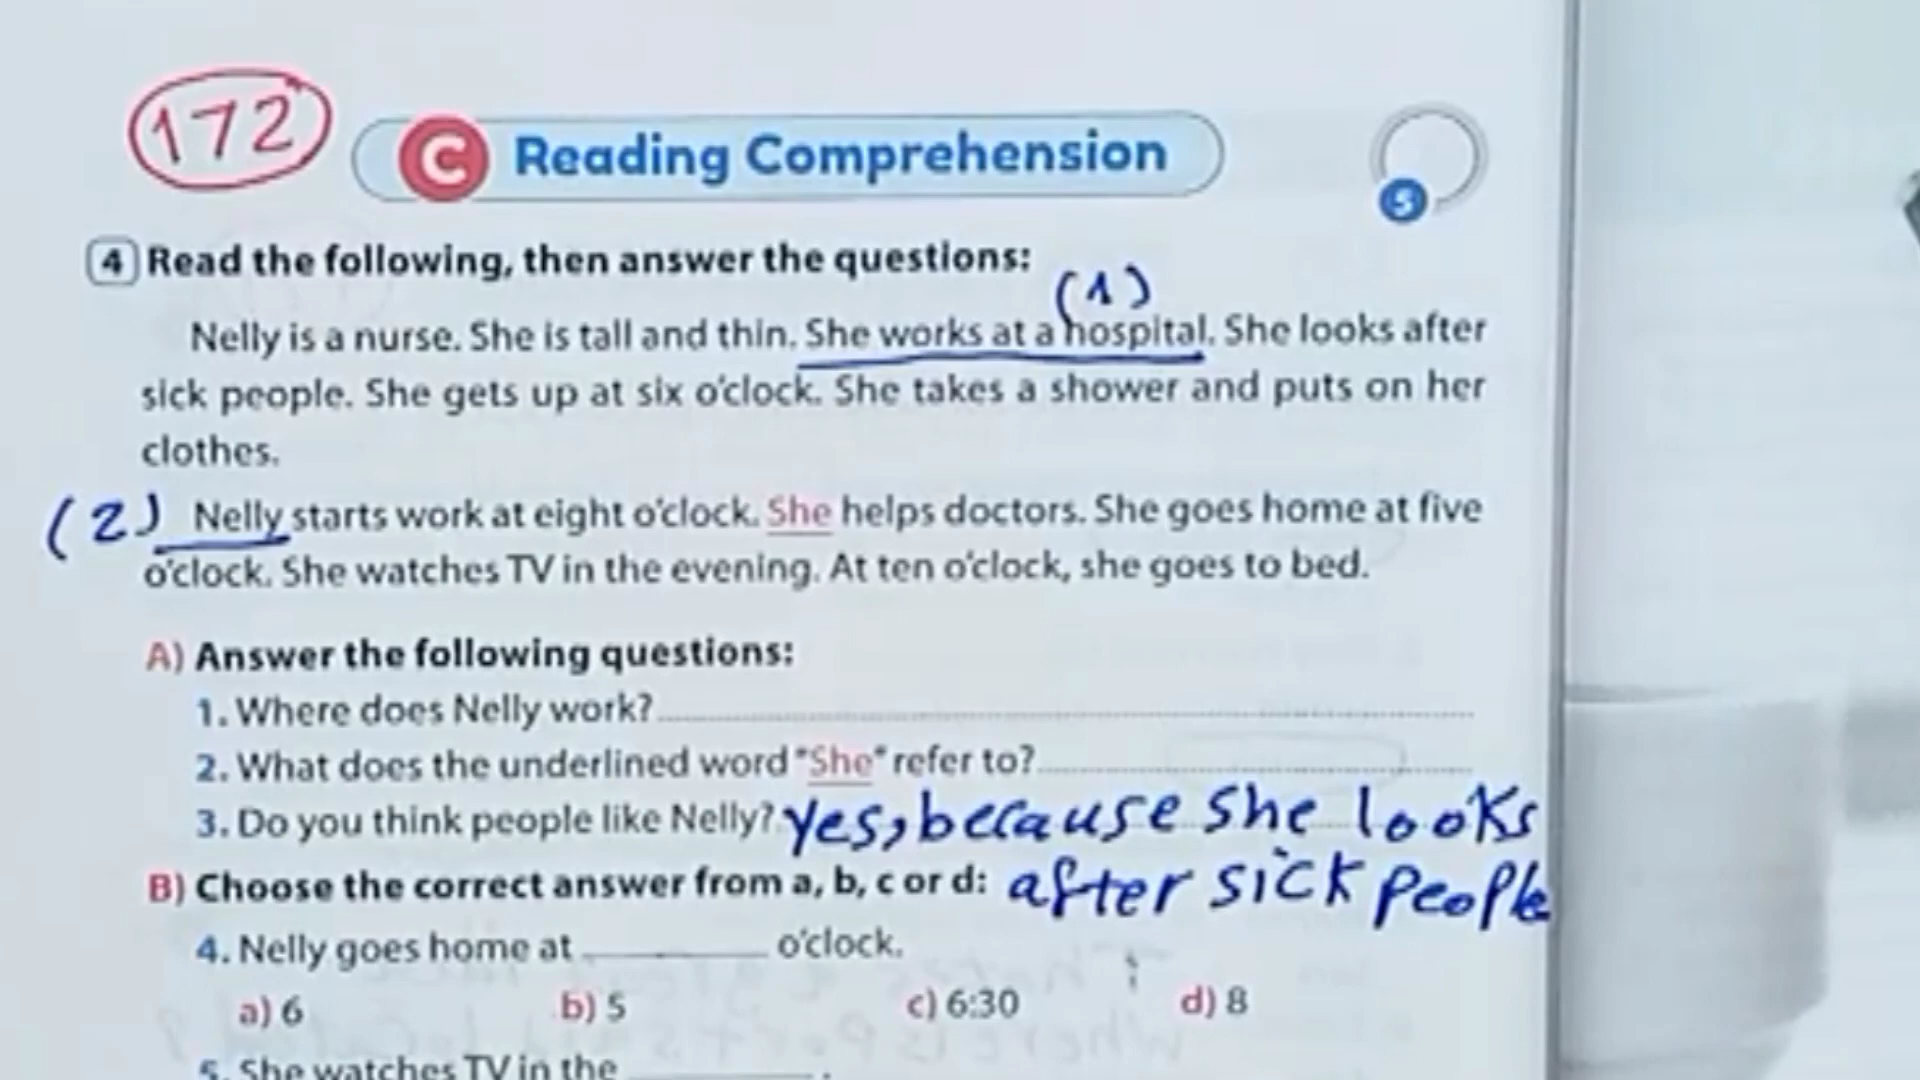 172
C Reading Comprehension
5
4 Read the following, then answer the questions:
(1)
Nelly is a nurse. She is tall and thin. She works at a hospital. She looks after
sick people. She gets up at six o'clock. She takes a shower and puts on her
clothes.
(2) Nelly starts work at eight o'clock. She helps doctors. She goes home at five
o'clock. She watches TV in the evening. At ten o'clock, she goes to bed.
A) Answer the following questions:
1. Where does Nelly work?
2. What does the underlined word "She" refer to?
3. Do you think people like Nelly? Yes, because she looks
after sick people
B) Choose the correct answer from a, b, c or d:
4. Nelly goes home at ______ o'clock.
a) 6 b) 5 c) 6:30 d) 8
5. She watches TV in the ______.